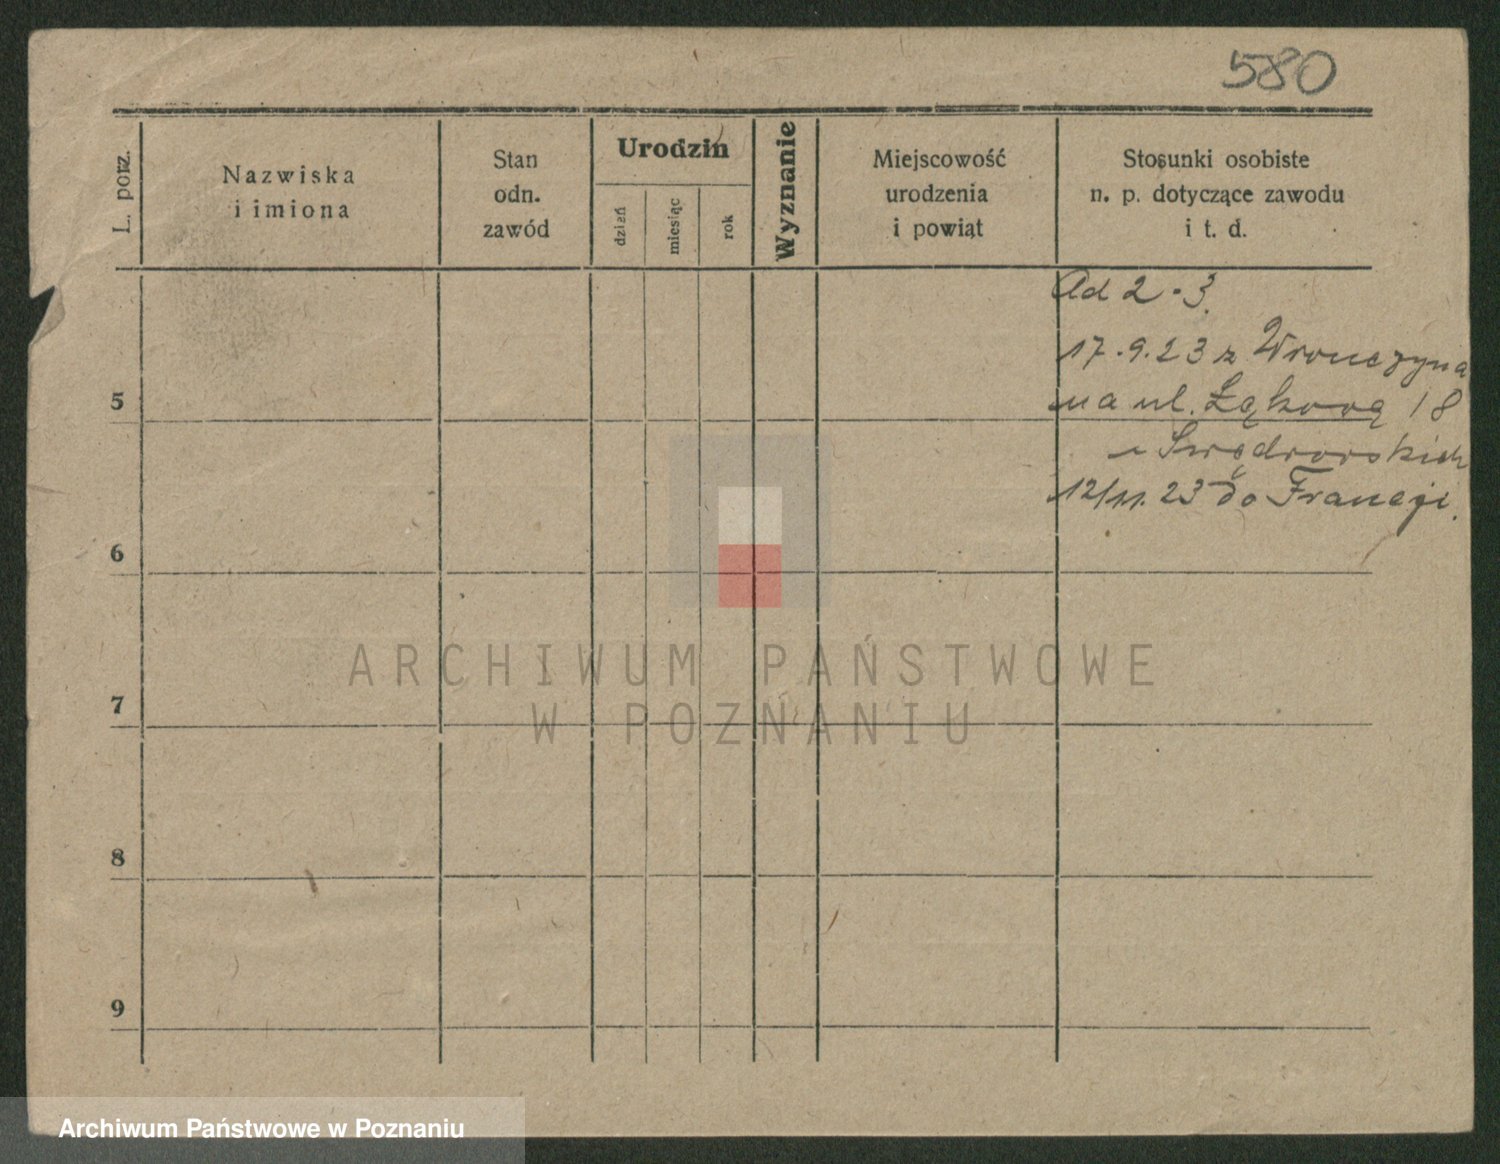 580
L. porz.
Nazwiska
i imiona
Stan
odn.
zawód
Urodzin
dzień
miesiąc
rok
Wyznanie
Miejscowość
urodzenia
i powiąt
Stosunki osobiste
n. p. dotyczące zawodu
i t. d.
Ad 2-3.
17.9.23 z Wronczyna
na ul. Łąkową 18
u Swędrowskich
12/11.23 do Francji.
5
6
7
8
9
ARCHIWUM PAŃSTWOWE
W POZNANIU
Archiwum Państwowe w Poznaniu